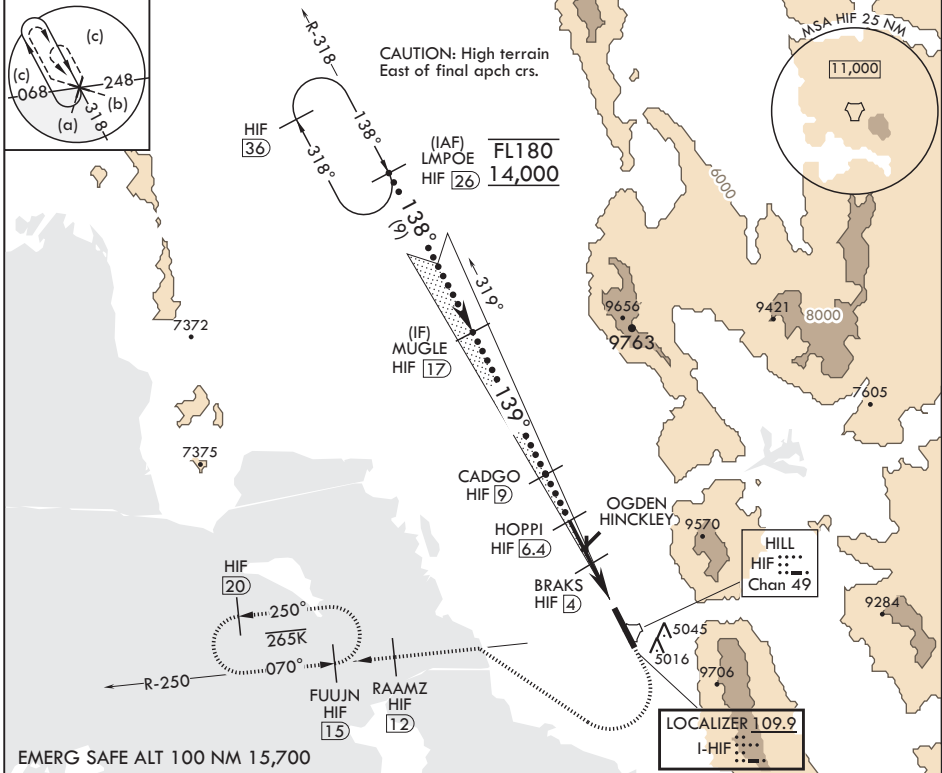 (c)
(c)
068
248
(b)
(a)
318
R-318
CAUTION: High terrain
East of final apch crs.
MSA HIF 25 NM
11,000
HIF
36
138°
318°
(IAF)
LMPOE
HIF 26
FL180
14,000
138°
(9)
6000
319°
7372
(IF)
MUGLE
HIF 17
9656
9763
9421
8000
139°
7605
7375
CADGO
HIF 9
OGDEN
HINCKLEY
HOPPI
HIF 6.4
9570
HILL
HIF
Chan 49
HIF
20
BRAKS
HIF 4
250°
265K
9284
5045
5016
070°
R-250
9706
FUUJN
HIF
15
RAAMZ
HIF
12
LOCALIZER 109.9
I-HIF
EMERG SAFE ALT 100 NM 15,700